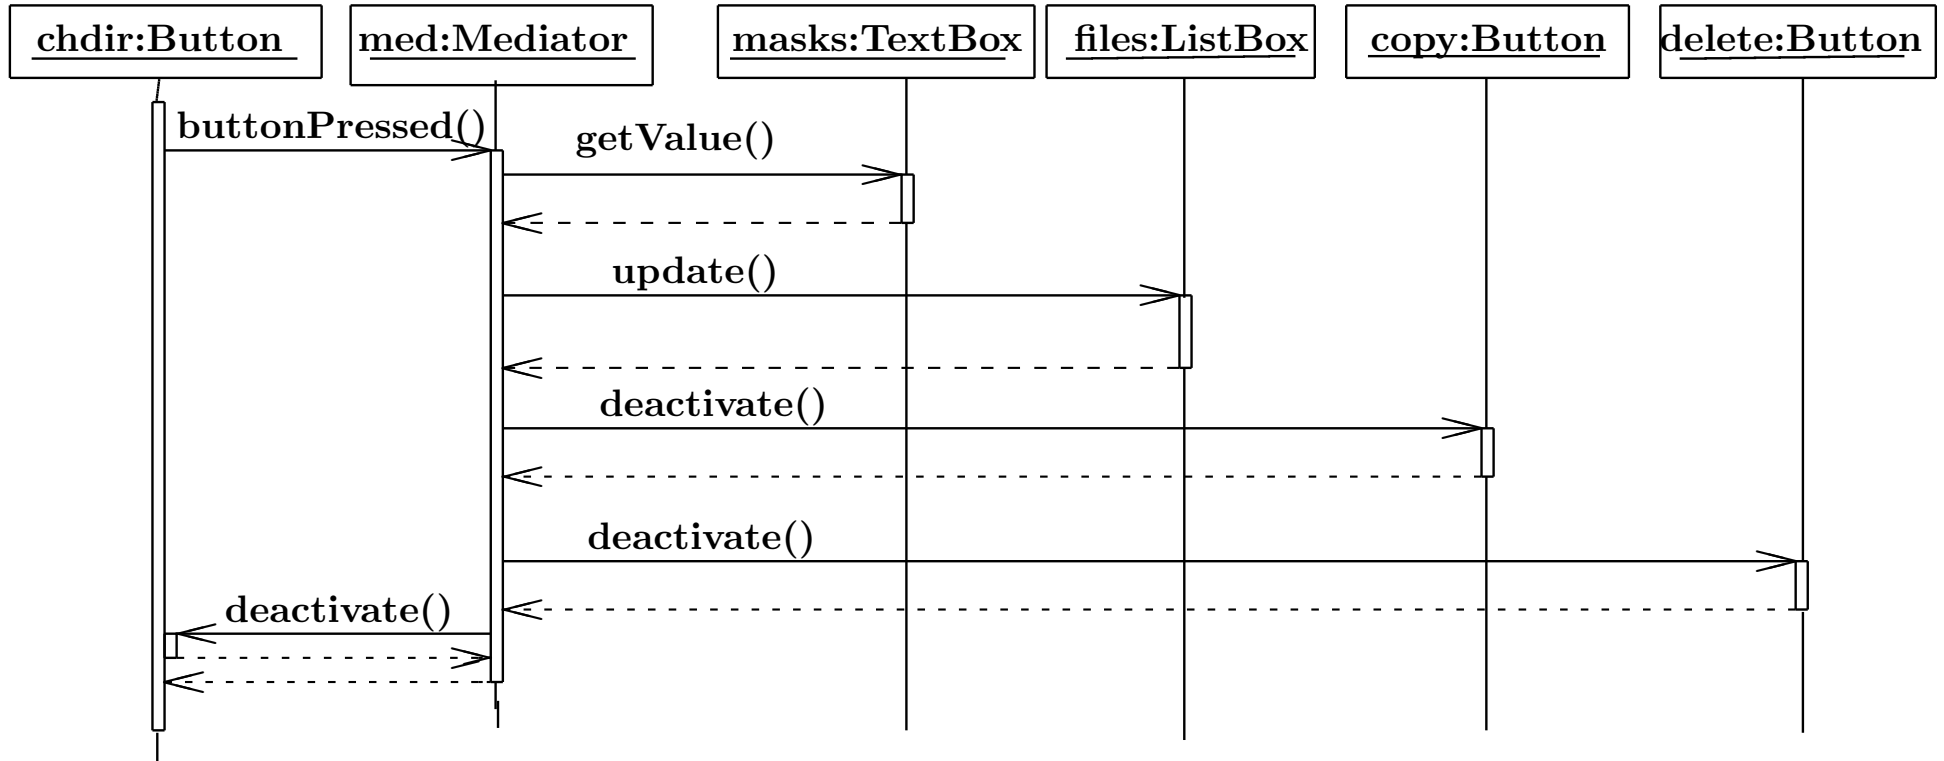 chdir:Button
med:Mediator
masks:TextBox
files:ListBox
copy:Button
delete:Button
buttonPressed()
getValue()
update()
deactivate()
deactivate()
deactivate()